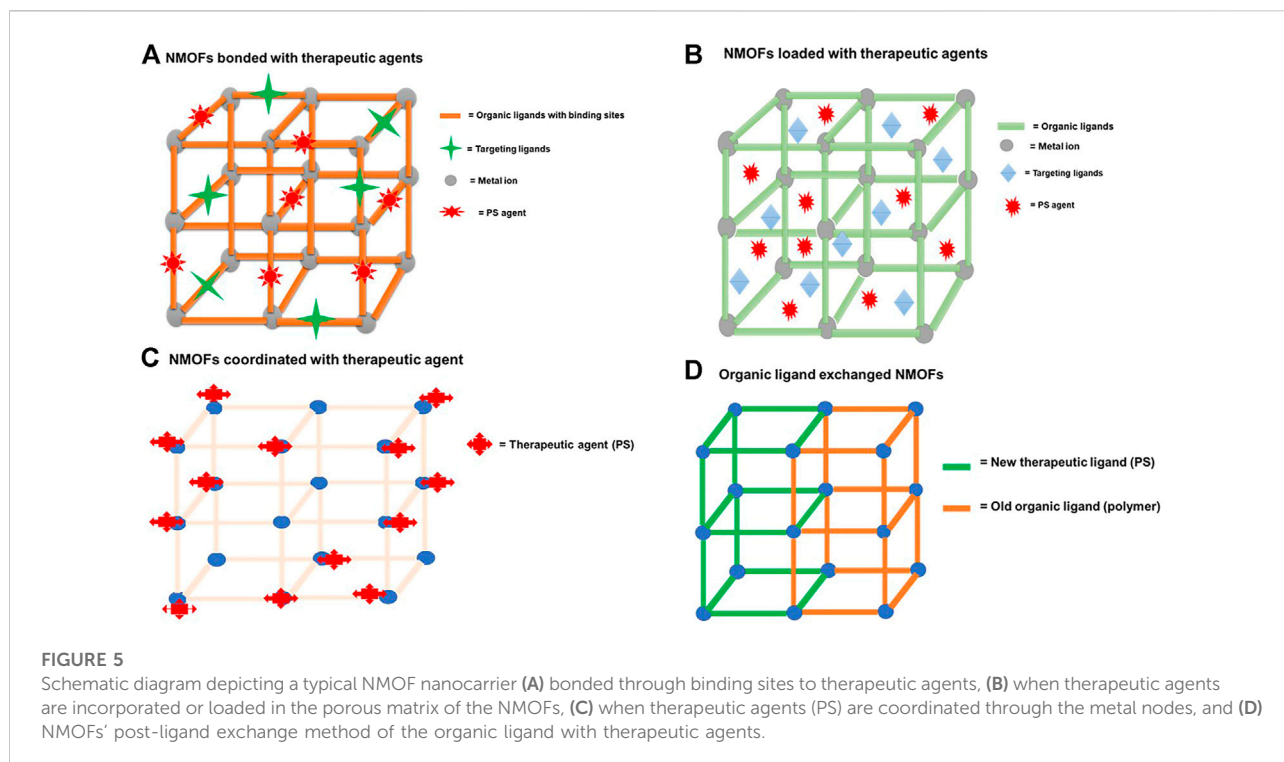 A NMOFs bonded with therapeutic agents
= Organic ligands with binding sites
= Targeting ligands
= Metal ion
= PS agent
B NMOFs loaded with therapeutic agents
= Organic ligands
= Metal ion
= Targeting ligands
= PS agent
C NMOFs coordinated with therapeutic agent
= Therapeutic agent (PS)
D Organic ligand exchanged NMOFs
= New therapeutic ligand (PS)
= Old organic ligand (polymer)
FIGURE 5
Schematic diagram depicting a typical NMOF nanocarrier (A) bonded through binding sites to therapeutic agents, (B) when therapeutic agents
are incorporated or loaded in the porous matrix of the NMOFs, (C) when therapeutic agents (PS) are coordinated through the metal nodes, and (D)
NMOFs' post-ligand exchange method of the organic ligand with therapeutic agents.